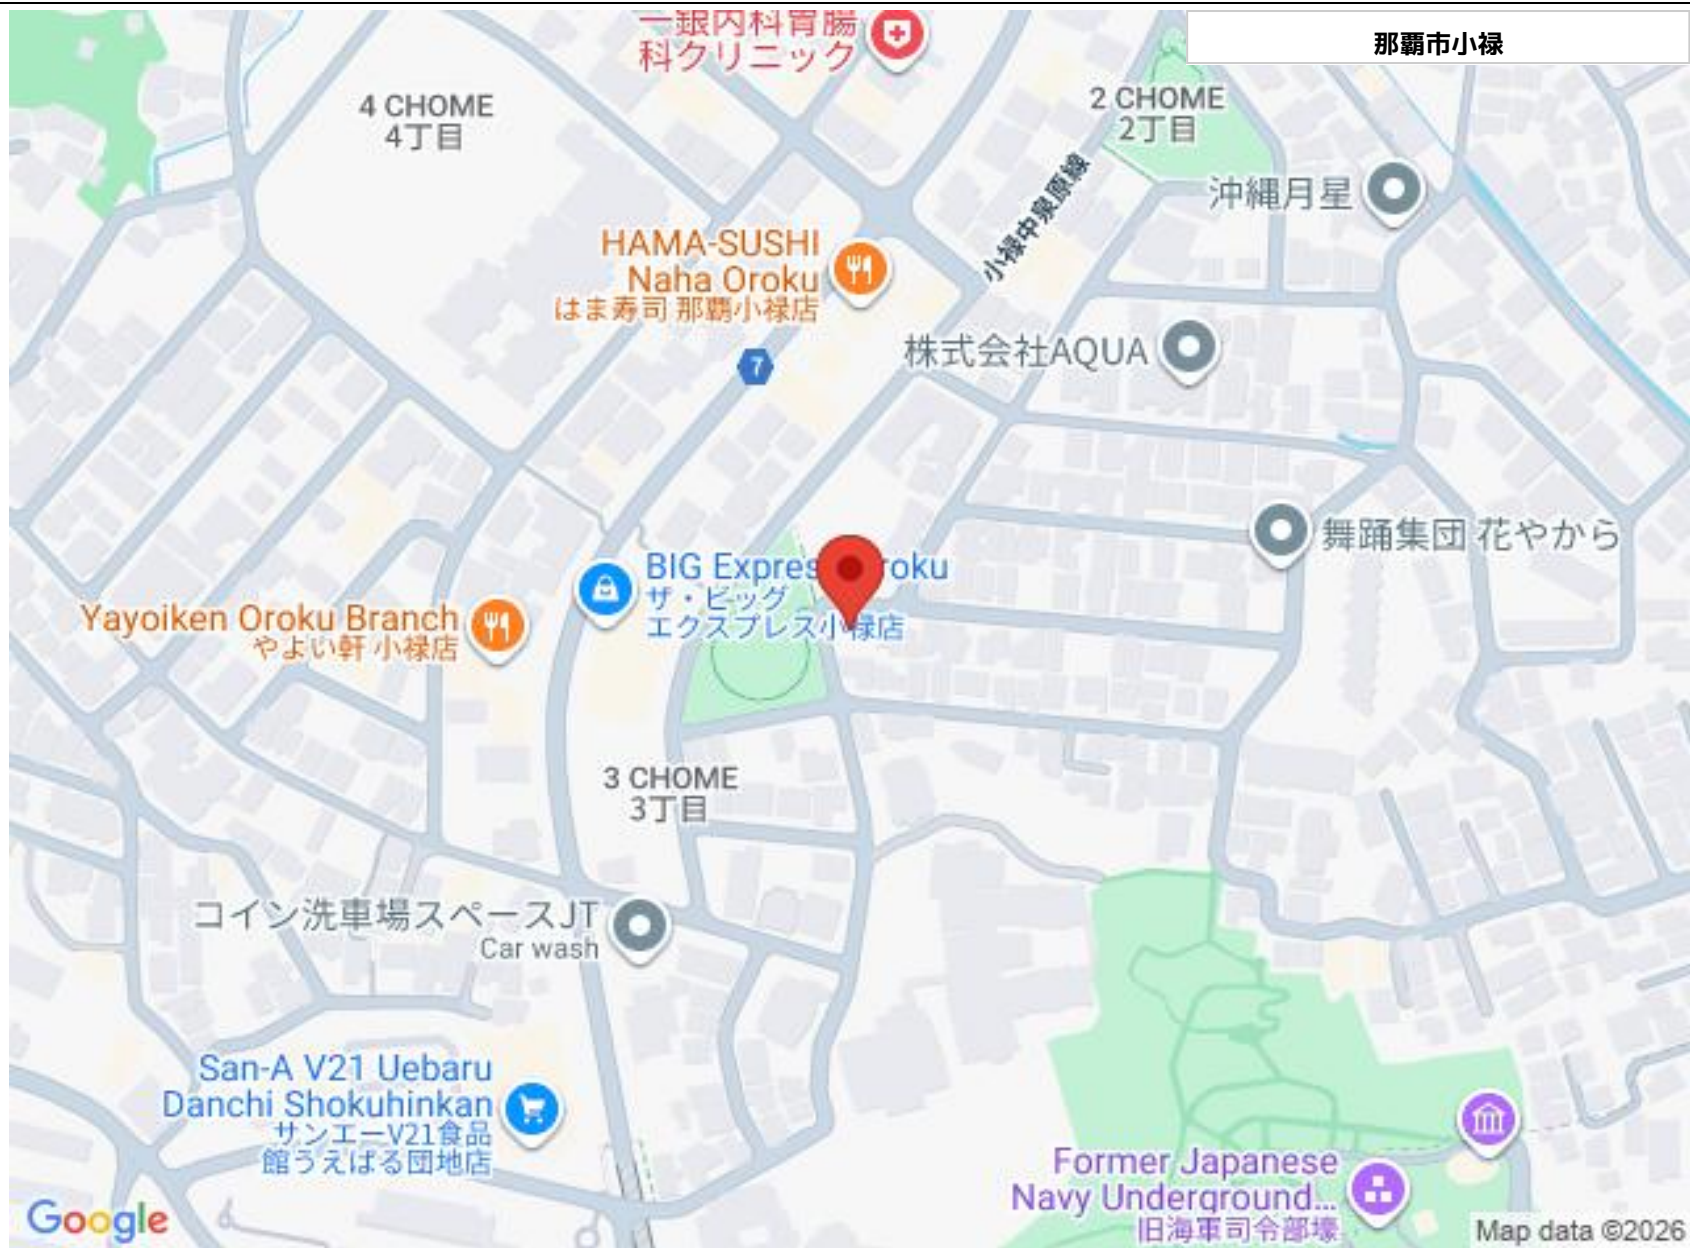 那覇市小禄
一銀内科胃腸
科クリニック
4 CHOME
4丁目
2 CHOME
2丁目
小禄中泉原線
沖縄月星
HAMA-SUSHI
Naha Oroku
はま寿司 那覇小禄店
株式会社AQUA
7
舞踊集団 花やから
BIG Expres roku
ザ・ビッグ
エクスプレス小禄店
Yayoiken Oroku Branch
やよい軒 小禄店
3 CHOME
3丁目
コイン洗車場スペースJT
Car wash
San-A V21 Uebaru
Danchi Shokuhinkan
サンエーV21食品
館うえばる団地店
Former Japanese
Navy Underground...
旧海軍司令部壕
Google
Map data ©2026